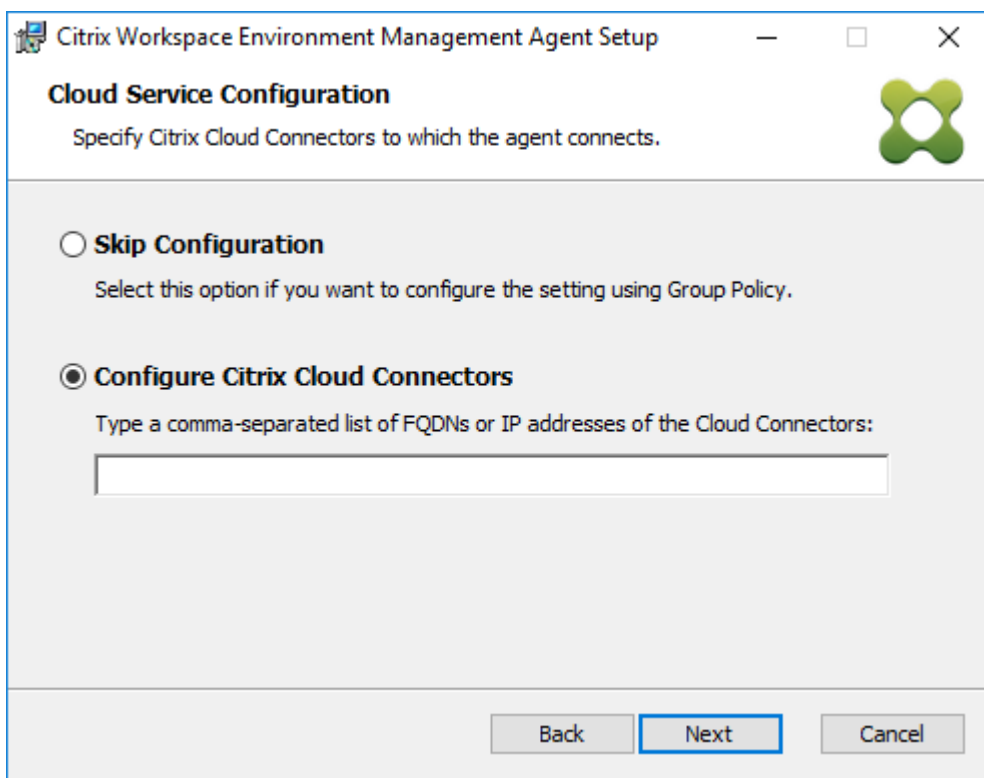 Citrix Workspace Environment Management Agent Setup
Cloud Service Configuration
Specify Citrix Cloud Connectors to which the agent connects.
Skip Configuration
Select this option if you want to configure the setting using Group Policy.
Configure Citrix Cloud Connectors
Type a comma-separated list of FQDNs or IP addresses of the Cloud Connectors:
Back Next Cancel